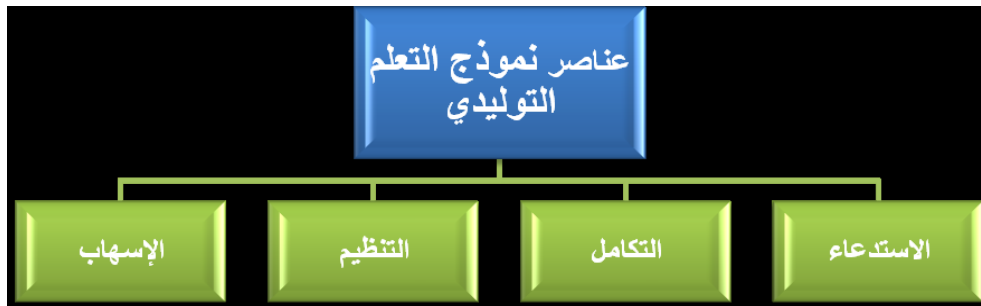 عناصر نموذج التعلم
التوليدي
الاستدعاء
التكامل
التنظيم
الإسهاب